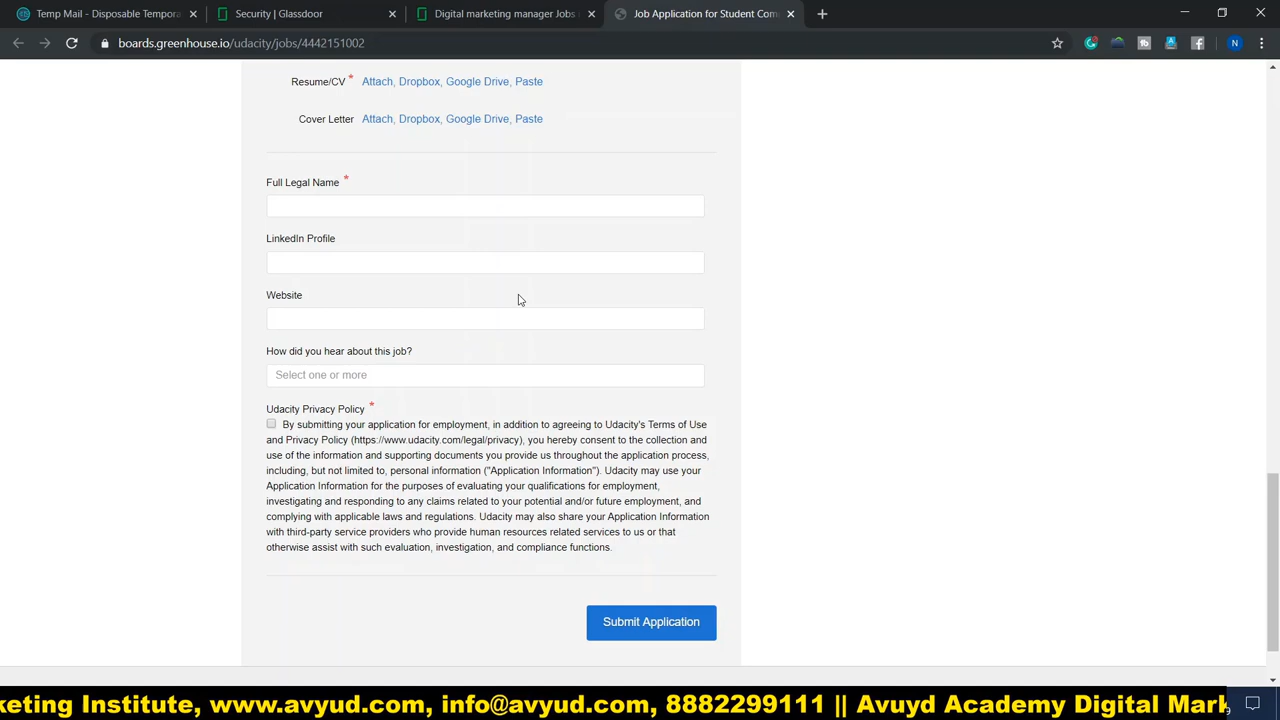 Temp Mail - Disposable Tempora
Security | Glassdoor
Digital marketing manager Jobs
Job Application for Student Com
boards.greenhouse.io/udacity/jobs/4442151002
N
Resume/CV * Attach, Dropbox, Google Drive, Paste
Cover Letter Attach, Dropbox, Google Drive, Paste
Full Legal Name *
LinkedIn Profile
Website
How did you hear about this job?
Select one or more
Udacity Privacy Policy *
By submitting your application for employment, in addition to agreeing to Udacity's Terms of Use
and Privacy Policy (https://www.udacity.com/legal/privacy), you hereby consent to the collection and
use of the information and supporting documents you provide us throughout the application process,
including, but not limited to, personal information ("Application Information"). Udacity may use your
Application Information for the purposes of evaluating your qualifications for employment,
investigating and responding to any claims related to your potential and/or future employment, and
complying with applicable laws and regulations. Udacity may also share your Application Information
with third-party service providers who provide human resources related services to us or that
otherwise assist with such evaluation, investigation, and compliance functions.
Submit Application
keting Institute, www.avyud.com, info@avyud.com, 8882299111 || Avuyd Academy Digital Mark